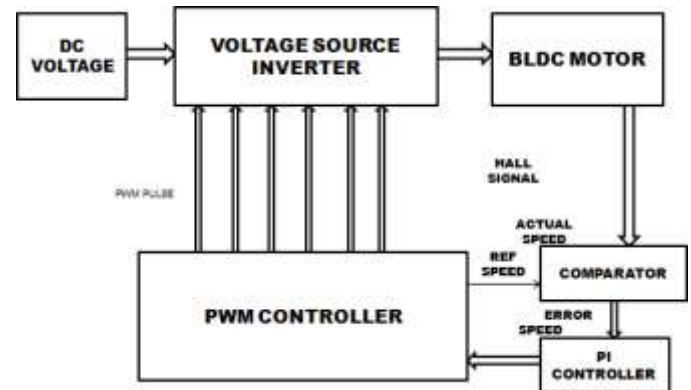 DC
VOLTAGE
VOLTAGE SOURCE
INVERTER
BLDC MOTOR
HALL
SIGNAL
PWM PULSE
ACTUAL
SPEED
REF
SPEED
COMPARATOR
PWM CONTROLLER
ERROR
SPEED
PI
CONTROLLER